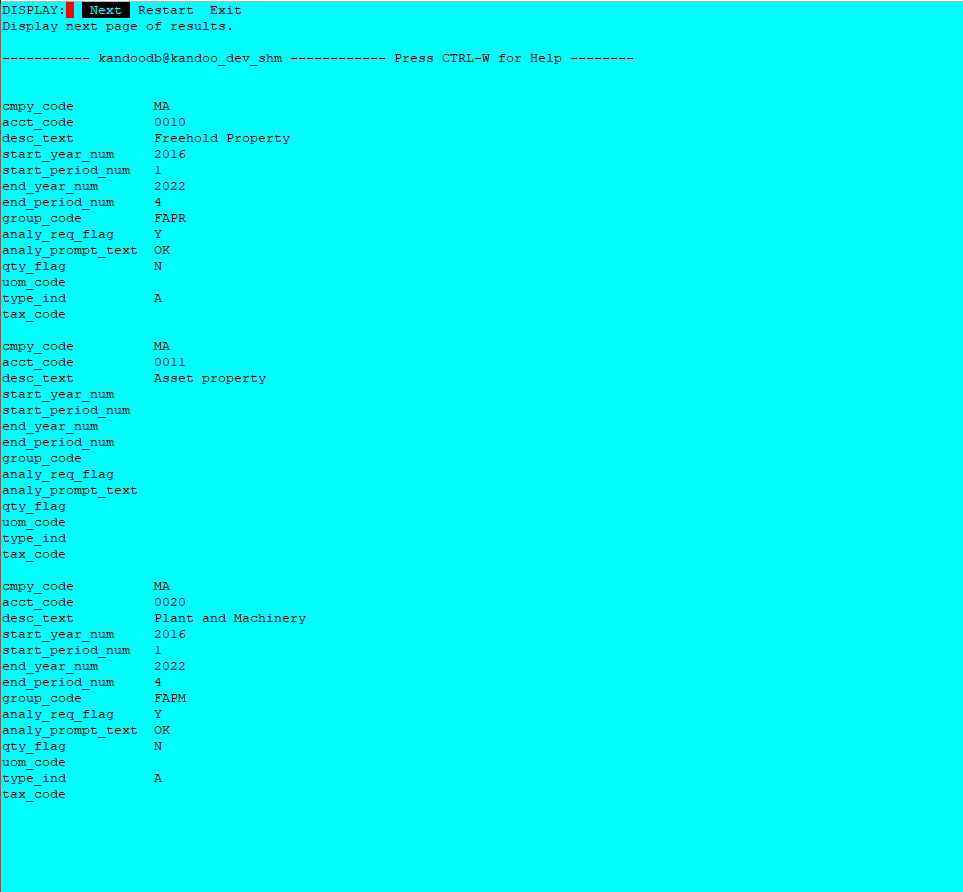 DISPLAY: Next Restart Exit
Display next page of results.
----------- kandoodb@kandoo_dev_shm ------------ Press CTRL-W for Help --------
cmpy_code MA
acct_code 0010
desc_text Freehold Property
start_year_num 2016
start_period_num 1
end_year_num 2022
end_period_num 4
group_code FAPR
analy_req_flag Y
analy_prompt_text OK
qty_flag N
uom_code
type_ind A
tax_code
cmpy_code MA
acct_code 0011
desc_text Asset property
start_year_num
start_period_num
end_year_num
end_period_num
group_code
analy_req_flag
analy_prompt_text
qty_flag
uom_code
type_ind
tax_code
cmpy_code MA
acct_code 0020
desc_text Plant and Machinery
start_year_num 2016
start_period_num 1
end_year_num 2022
end_period_num 4
group_code FAPM
analy_req_flag Y
analy_prompt_text OK
qty_flag N
uom_code
type_ind A
tax_code